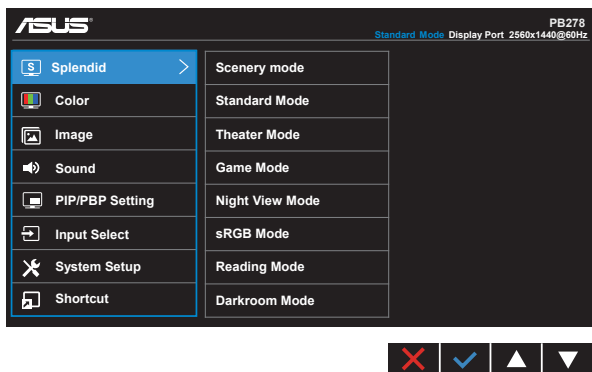 ASUS
PB278
Standard Mode Display Port 2560x1440@60Hz
S Splendid
Color
Image
Sound
PIP/PBP Setting
Input Select
System Setup
Shortcut
Scenery mode
Standard Mode
Theater Mode
Game Mode
Night View Mode
sRGB Mode
Reading Mode
Darkroom Mode